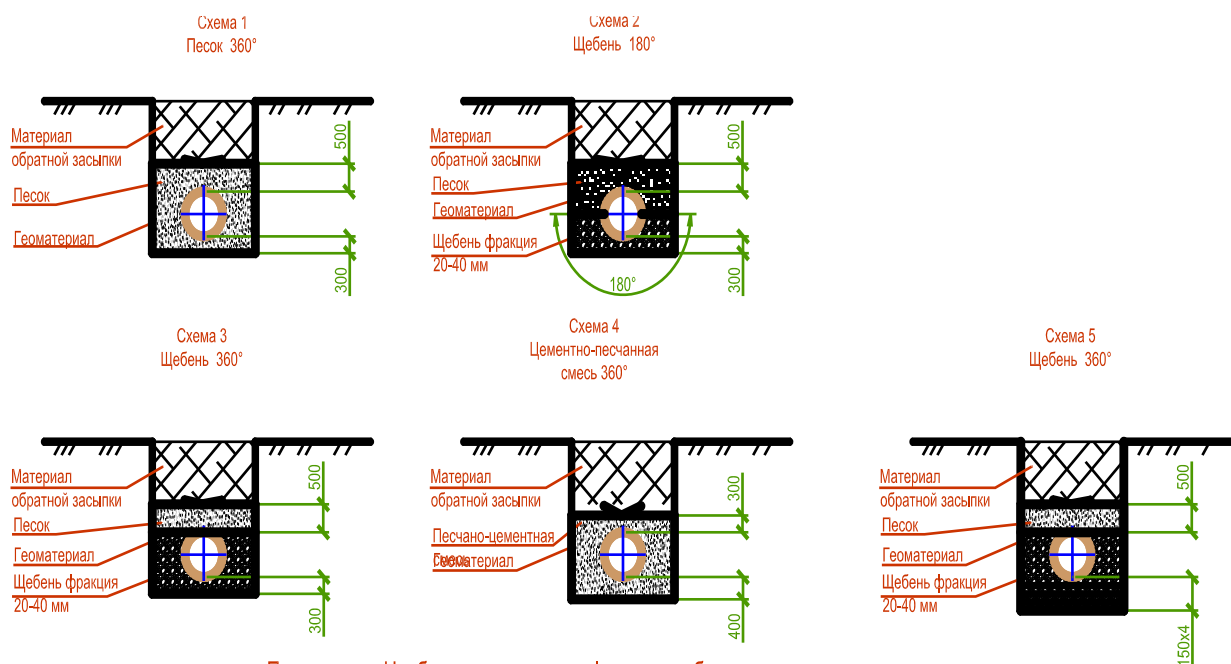 Схема 1
Песок 360°
Материал
обратной засыпки
Песок
Геоматериал
500
300
Схема 2
Щебень 180°
Материал
обратной засыпки
Песок
Геоматериал
Щебень фракция
20-40 мм
500
300
180°
Схема 3
Щебень 360°
Материал
обратной засыпки
Песок
Геоматериал
Щебень фракция
20-40 мм
500
300
Схема 4
Цементно-песчанная
смесь 360°
Материал
обратной засыпки
Песчано-цементная
смесь
Геоматериал
300
400
Схема 5
Щебень 360°
Материал
обратной засыпки
Песок
Геоматериал
Щебень фракция
20-40 мм
500
150х4